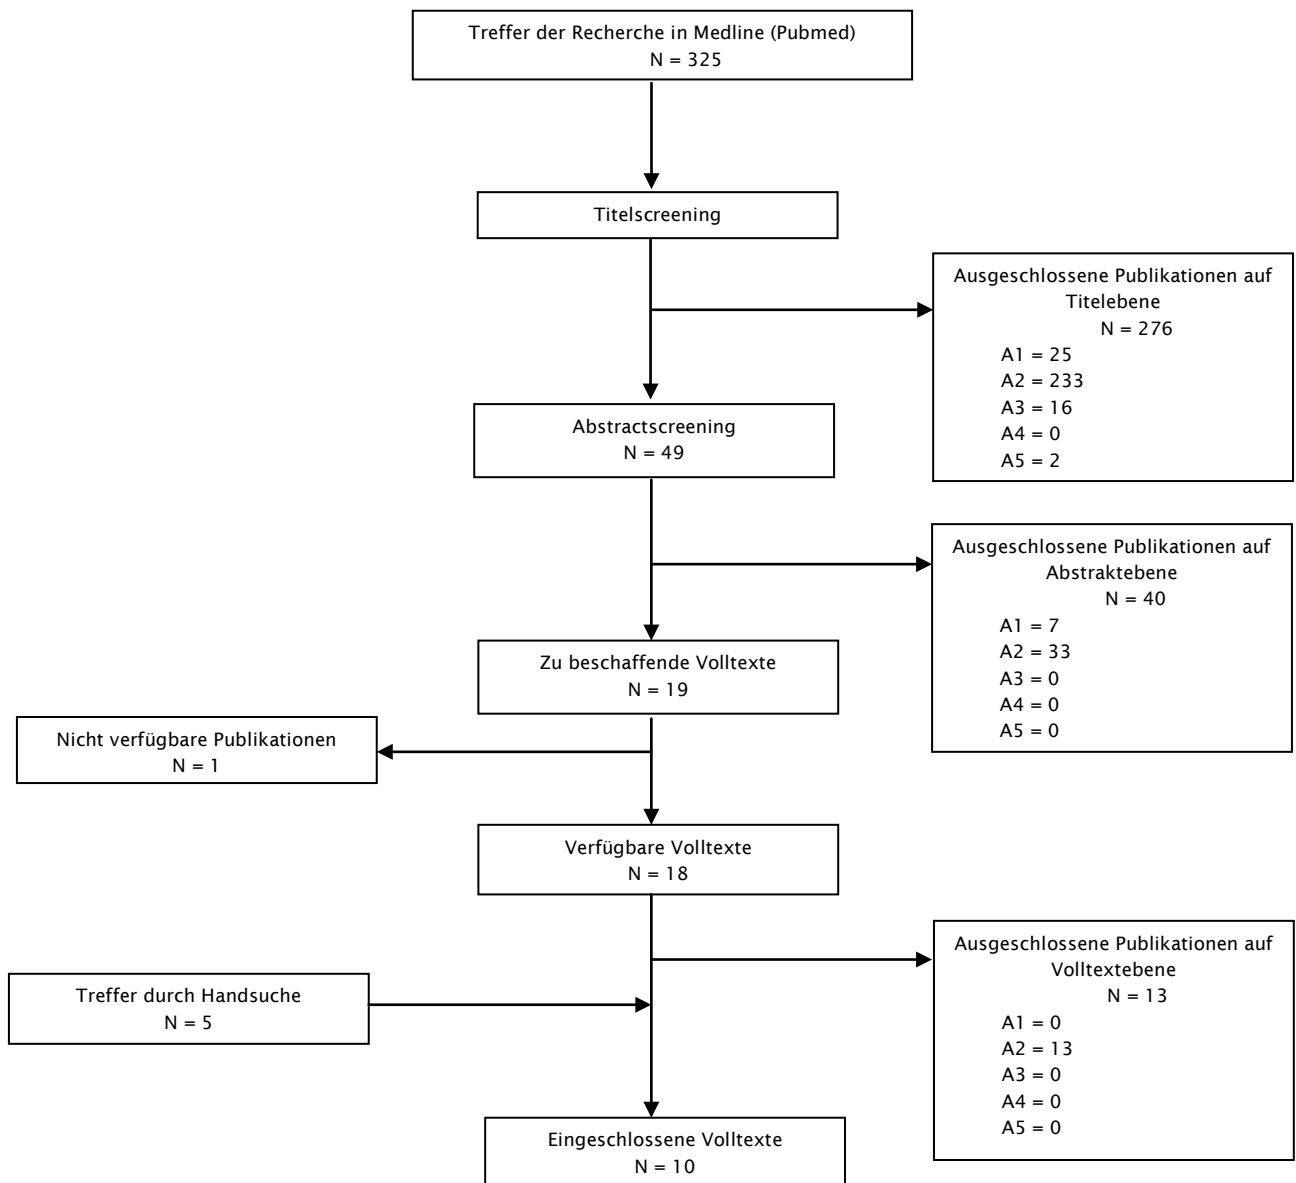 Treffer der Recherche in Medline (Pubmed)
N = 325
Titelscreening
Ausgeschlossene Publikationen auf
Titelebene
N = 276
A1 = 25
A2 = 233
A3 = 16
A4 = 0
A5 = 2
Abstractscreening
N = 49
Ausgeschlossene Publikationen auf
Abstraktebene
N = 40
A1 = 7
A2 = 33
A3 = 0
A4 = 0
A5 = 0
Zu beschaffende Volltexte
N = 19
Nicht verfügbare Publikationen
N = 1
Verfügbare Volltexte
N = 18
Ausgeschlossene Publikationen auf
Volltextebene
N = 13
A1 = 0
A2 = 13
A3 = 0
A4 = 0
A5 = 0
Treffer durch Handsuche
N = 5
Eingeschlossene Volltexte
N = 10